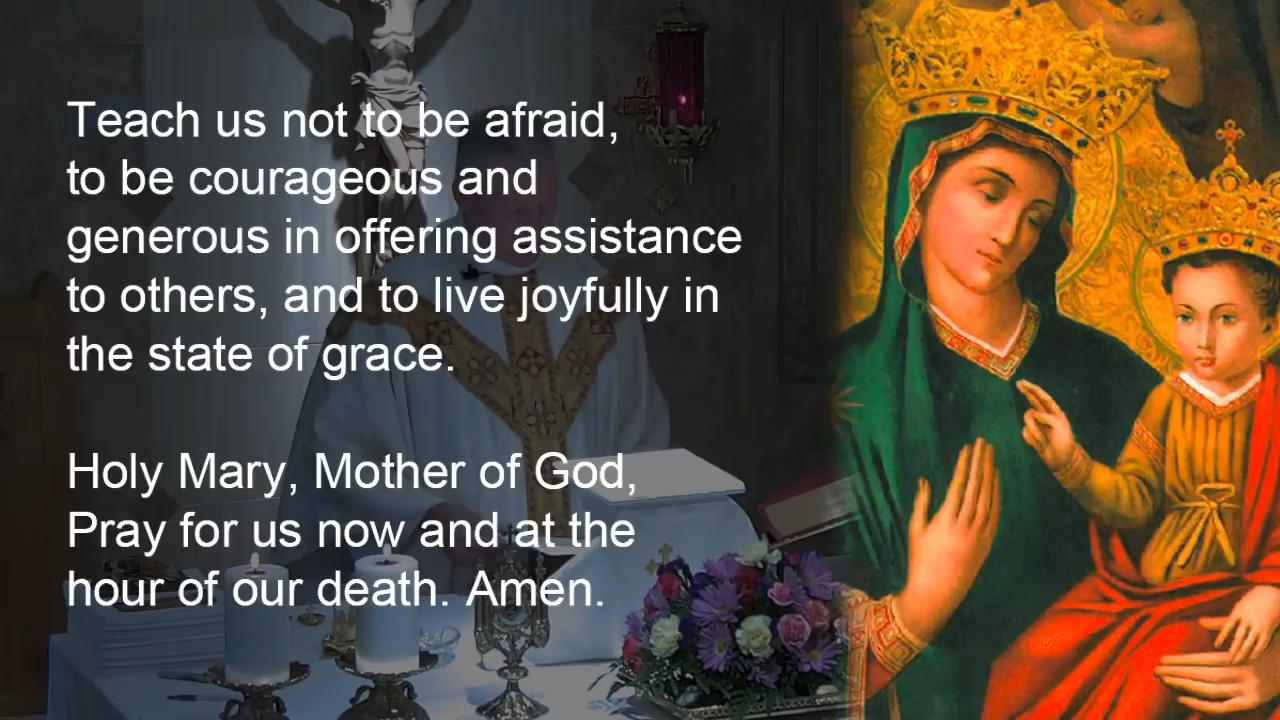 Teach us not to be afraid,
to be courageous and
generous in offering assistance
to others, and to live joyfully in
the state of grace.
Holy Mary, Mother of God,
Pray for us now and at the
hour of our death. Amen.